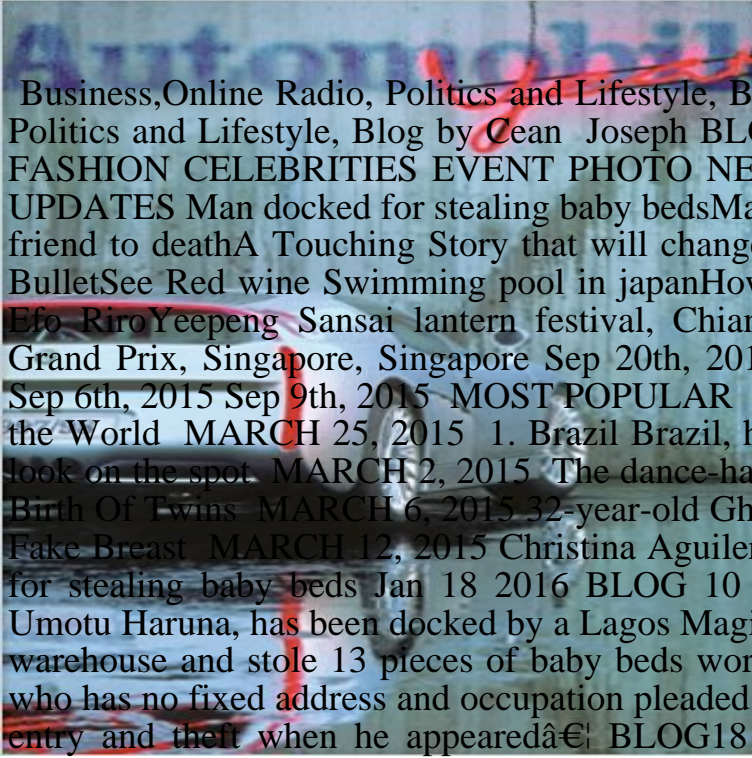 Automobil
Business,Online Radio, Politics and Lifestyle, B
Politics and Lifestyle, Blog by Cean Joseph BLO
FASHION CELEBRITIES EVENT PHOTO NE
UPDATES Man docked for stealing baby bedsMa
friend to deathA Touching Story that will change
BulletSee Red wine Swimming pool in japanHow
Efo RiroYeepeng Sansai lantern festival, Chian
Grand Prix, Singapore, Singapore Sep 20th, 201
Sep 6th, 2015 Sep 9th, 2015 MOST POPULAR
the World MARCH 25, 2015 1. Brazil Brazil, h
look on the spot MARCH 2, 2015 The dance-ha
Birth Of Twins MARCH 6, 2015 32-year-old Gh
Fake Breast MARCH 12, 2015 Christina Aguiler
for stealing baby beds Jan 18 2016 BLOG 10
Umotu Haruna, has been docked by a Lagos Magi
warehouse and stole 13 pieces of baby beds wor
who has no fixed address and occupation pleaded
entry and theft when he appearedâ€¦ BLOG18